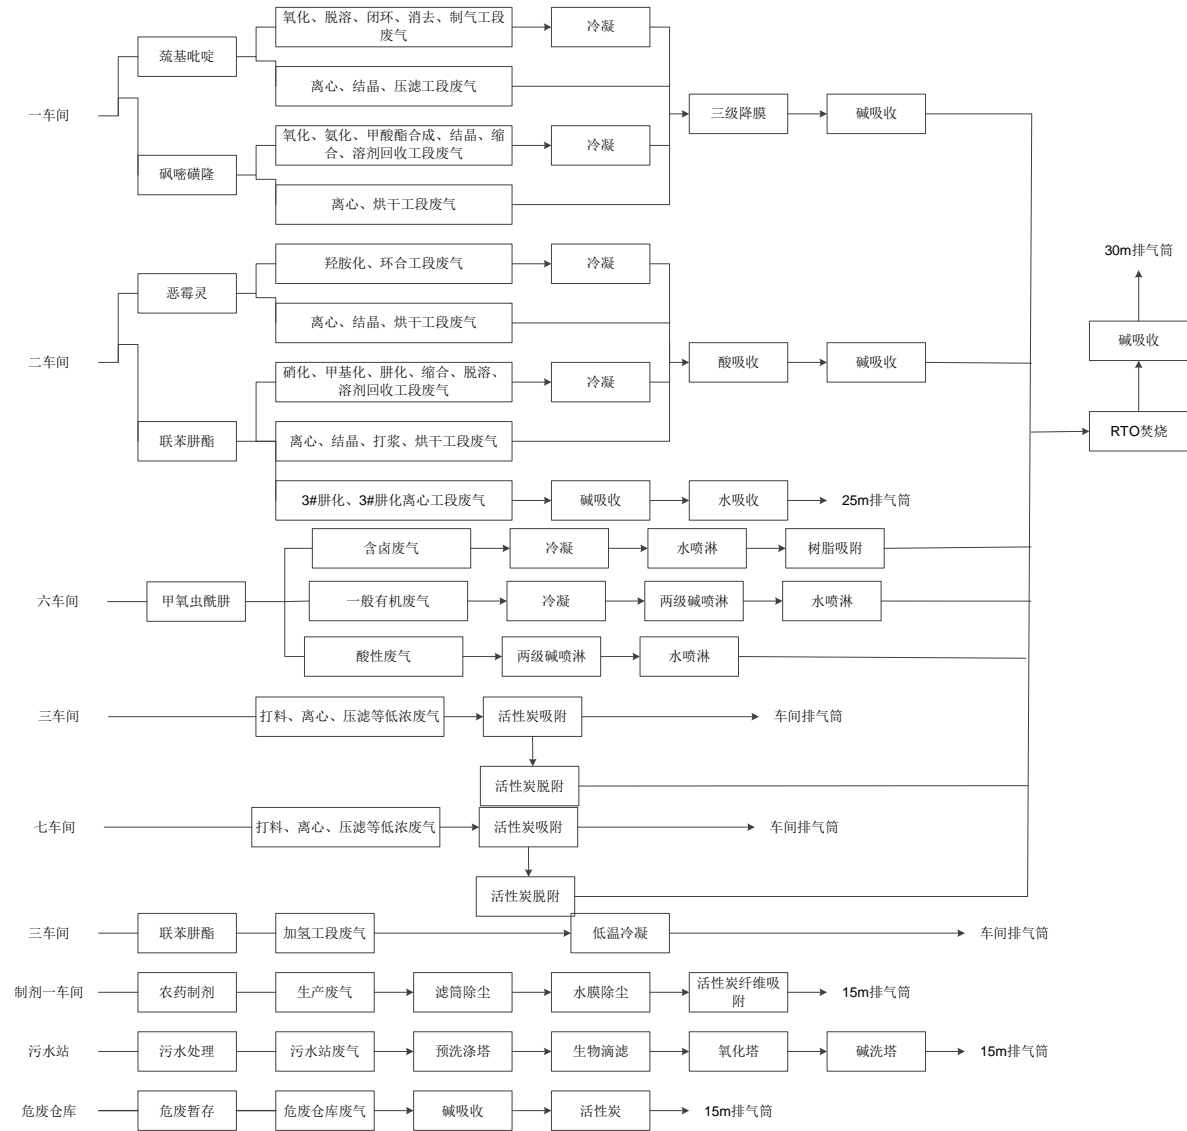 氧化、脱溶、闭环、消去、制气工段
废气
冷凝
巯基吡啶
离心、结晶、压滤工段废气
一车间
三级降膜
碱吸收
氧化、氨化、甲酸酯合成、结晶、缩
合、溶剂回收工段废气
冷凝
砜嘧磺隆
离心、烘干工段废气
30m排气筒
羟胺化、环合工段废气
冷凝
恶霉灵
离心、结晶、烘干工段废气
碱吸收
二车间
酸吸收
碱吸收
硝化、甲基化、肼化、缩合、脱溶、
溶剂回收工段废气
冷凝
联苯肼酯
离心、结晶、打浆、烘干工段废气
RTO焚烧
3#肼化、3#肼化离心工段废气
碱吸收
水吸收
25m排气筒
含卤废气
冷凝
水喷淋
树脂吸附
六车间
甲氧虫酰肼
一般有机废气
冷凝
两级碱喷淋
水喷淋
酸性废气
两级碱喷淋
水喷淋
三车间
打料、离心、压滤等低浓废气
活性炭吸附
车间排气筒
活性炭脱附
七车间
打料、离心、压滤等低浓废气
活性炭吸附
车间排气筒
活性炭脱附
三车间
联苯肼酯
加氢工段废气
低温冷凝
车间排气筒
制剂一车间
农药制剂
生产废气
滤筒除尘
水膜除尘
活性炭纤维吸
附
15m排气筒
污水站
污水处理
污水站废气
预洗涤塔
生物滴滤
氧化塔
碱洗塔
15m排气筒
危废仓库
危废暂存
危废仓库废气
碱吸收
活性炭
15m排气筒